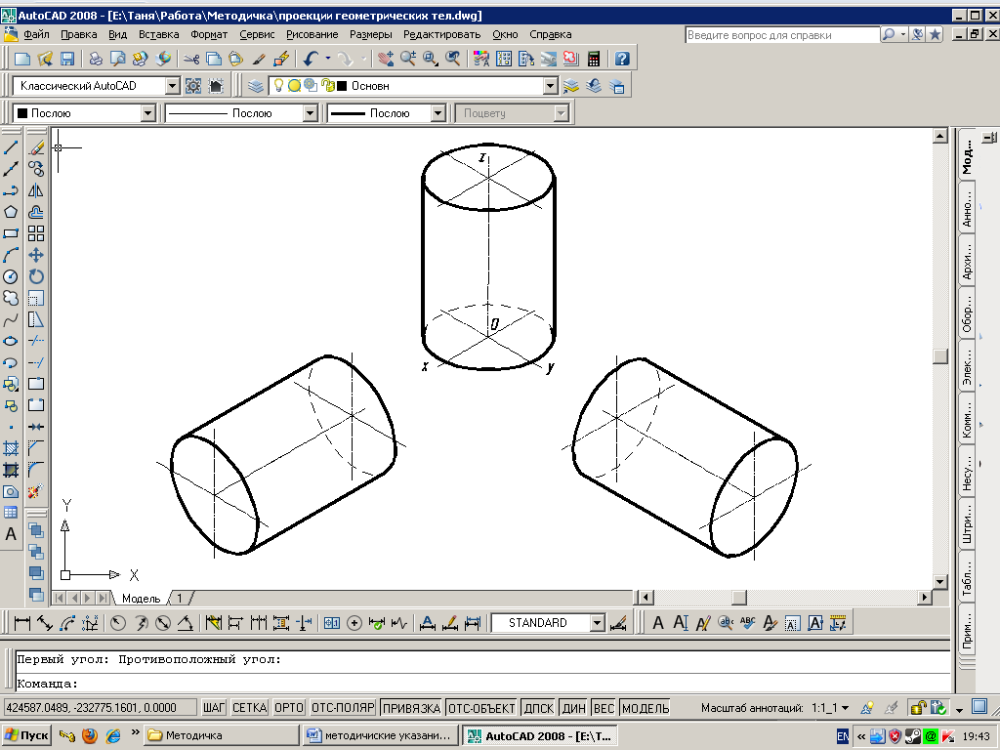 AutoCAD 2008 - [E:\Таня\Работа\Методичка\проекции геометрических тел.dwg]
Файл Правка Вид Вставка Формат Сервис Рисование Размеры Редактировать Окно Справка Введите вопрос для справки
Классический AutoCAD Основн
Послою Послою Послою Поцвету
Мод...
Анно...
Архи...
Обор...
Элек...
Комм...
Несу...
Штри...
Табл...
Прим...
z
O
x y
Y
X
A
Модель 1
STANDARD
Первый угол: Противоположный угол:
Команда:
424587.0489, -232775.1601, 0.0000 ШАГ СЕТКА ОРТО ОТС-ПОЛЯР ПРИВЯЗКА ОТС-ОБЪЕКТ ДПСК ДИН ВЕС МОДЕЛЬ Масштаб аннотаций: 1:1_1
Пуск Методичка методичиские указани... AutoCAD 2008 - [E:\Т... EN 19:43